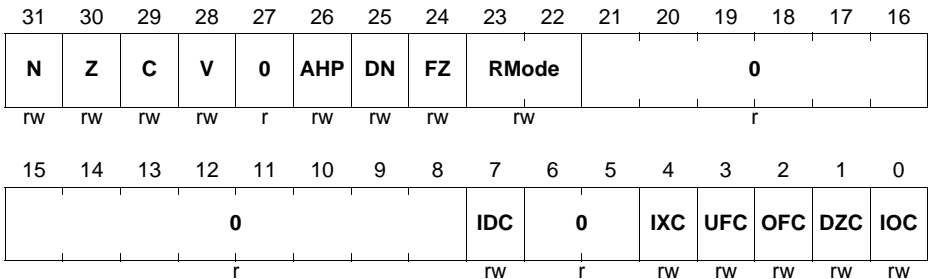 31 30 29 28 27 26 25 24 23 22 21 20 19 18 17 16
N Z C V 0 AHP DN FZ RMode 0
rw rw rw rw r rw rw rw rw r
15 14 13 12 11 10 9 8 7 6 5 4 3 2 1 0
0 IDC 0 IXC UFC OFC DZC IOC
r rw r rw rw rw rw rw